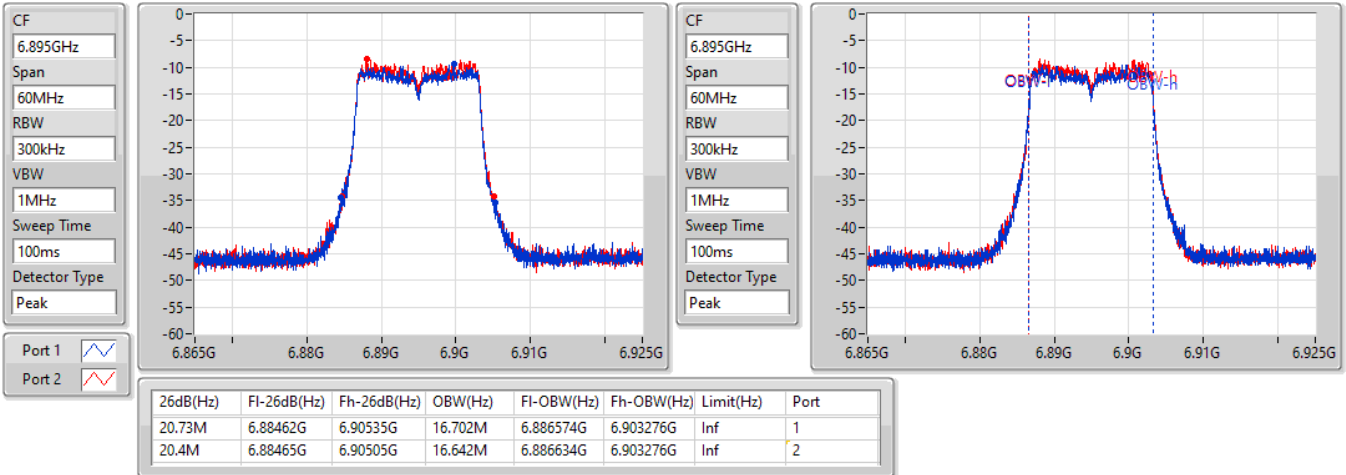 CF
6.895GHz
Span
60MHz
RBW
300kHz
VBW
1MHz
Sweep Time
100ms
Detector Type
Peak
Port 1
Port 2
0
-5
-10
-15
-20
-25
-30
-35
-40
-45
-50
-55
-60
6.865G 6.88G 6.89G 6.9G 6.91G 6.925G
CF
6.895GHz
Span
60MHz
RBW
300kHz
VBW
1MHz
Sweep Time
100ms
Detector Type
Peak
0
-5
-10
-15
-20
-25
-30
-35
-40
-45
-50
-55
-60
OBW-l OBW-h
OBW-h
6.865G 6.88G 6.89G 6.9G 6.91G 6.925G
26dB(Hz) Fl-26dB(Hz) Fh-26dB(Hz) OBW(Hz) Fl-OBW(Hz) Fh-OBW(Hz) Limit(Hz) Port
20.73M 6.88462G 6.90535G 16.702M 6.886574G 6.903276G Inf 1
20.4M 6.88465G 6.90505G 16.642M 6.886634G 6.903276G Inf 2